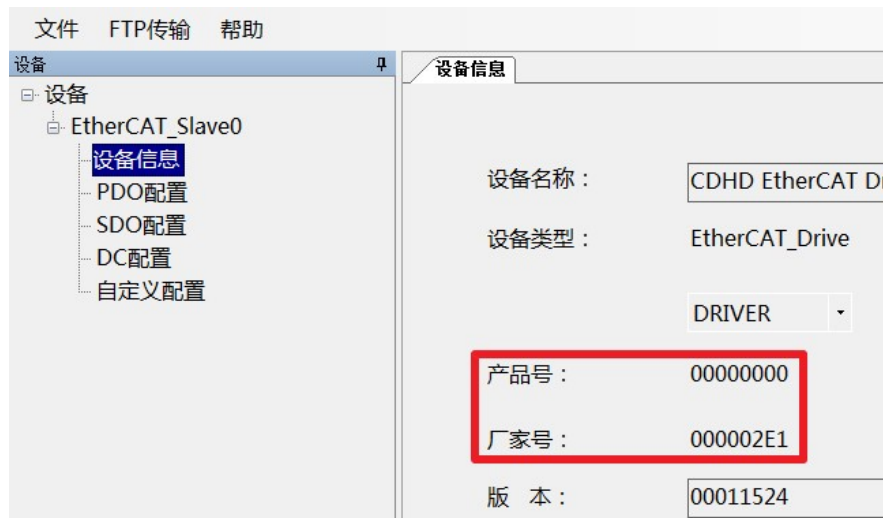 文件 FTP传输 帮助
设备
设备
EtherCAT_Slave0
设备信息
PDO配置
SDO配置
DC配置
自定义配置
设备信息
设备名称： CDHD EtherCAT
设备类型： EtherCAT_Drive
DRIVER
产品号： 00000000
厂家号： 000002E1
版 本： 00011524